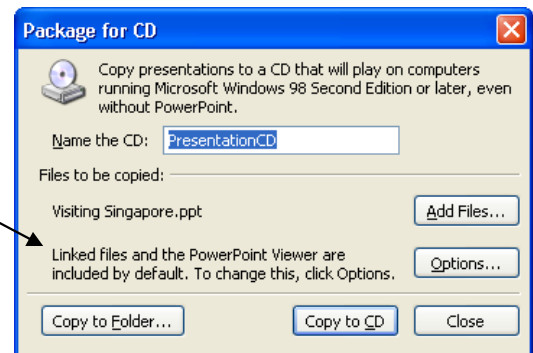 Package for CD
Copy presentations to a CD that will play on computers
running Microsoft Windows 98 Second Edition or later, even
without PowerPoint.
Name the CD: PresentationCD
Files to be copied:
Visiting Singapore.ppt Add Files...
Linked files and the PowerPoint Viewer are
included by default. To change this, click Options. Options...
Copy to Folder... Copy to CD Close